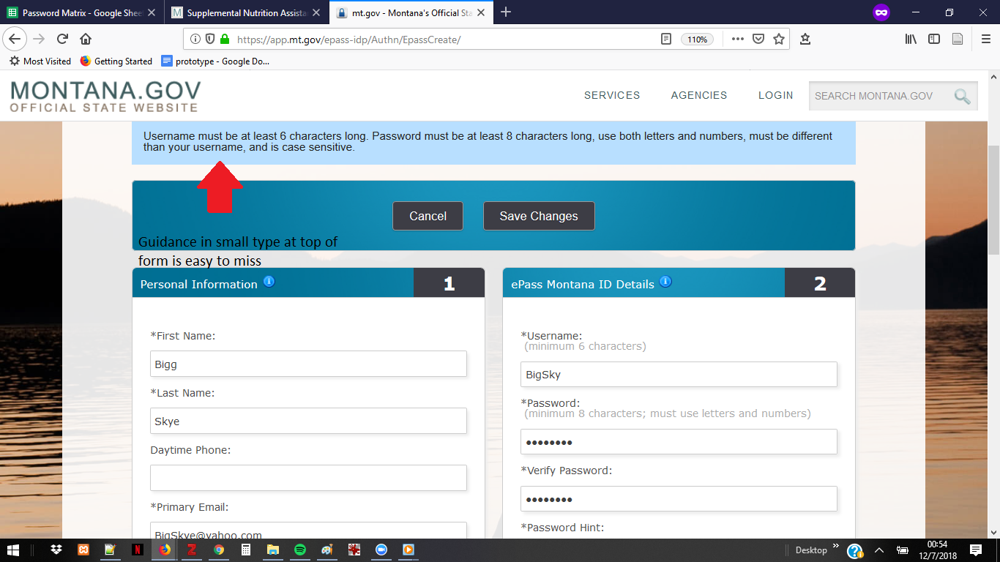 Password Matrix - Google Shee
Supplemental Nutrition Assista
mt.gov - Montana's Official Sta
https://app.mt.gov/epass-idp/Authn/EpassCreate/
110%
Most Visited
Getting Started
prototype - Google Do...
MONTANA.GOV
OFFICIAL STATE WEBSITE
SERVICES
AGENCIES
LOGIN
SEARCH MONTANA.GOV
Username must be at least 6 characters long. Password must be at least 8 characters long, use both letters and numbers, must be different
than your username, and is case sensitive.
Cancel
Save Changes
Guidance in small type at top of
form is easy to miss
Personal Information
1
*First Name:
Bigg
*Last Name:
Skye
Daytime Phone:
*Primary Email:
BigSkye@yahoo.com
ePass Montana ID Details
2
*Username:
(minimum 6 characters)
BigSky
*Password:
(minimum 8 characters; must use letters and numbers)
••••••••
*Verify Password:
••••••••
*Password Hint:
Desktop
00:54
12/7/2018